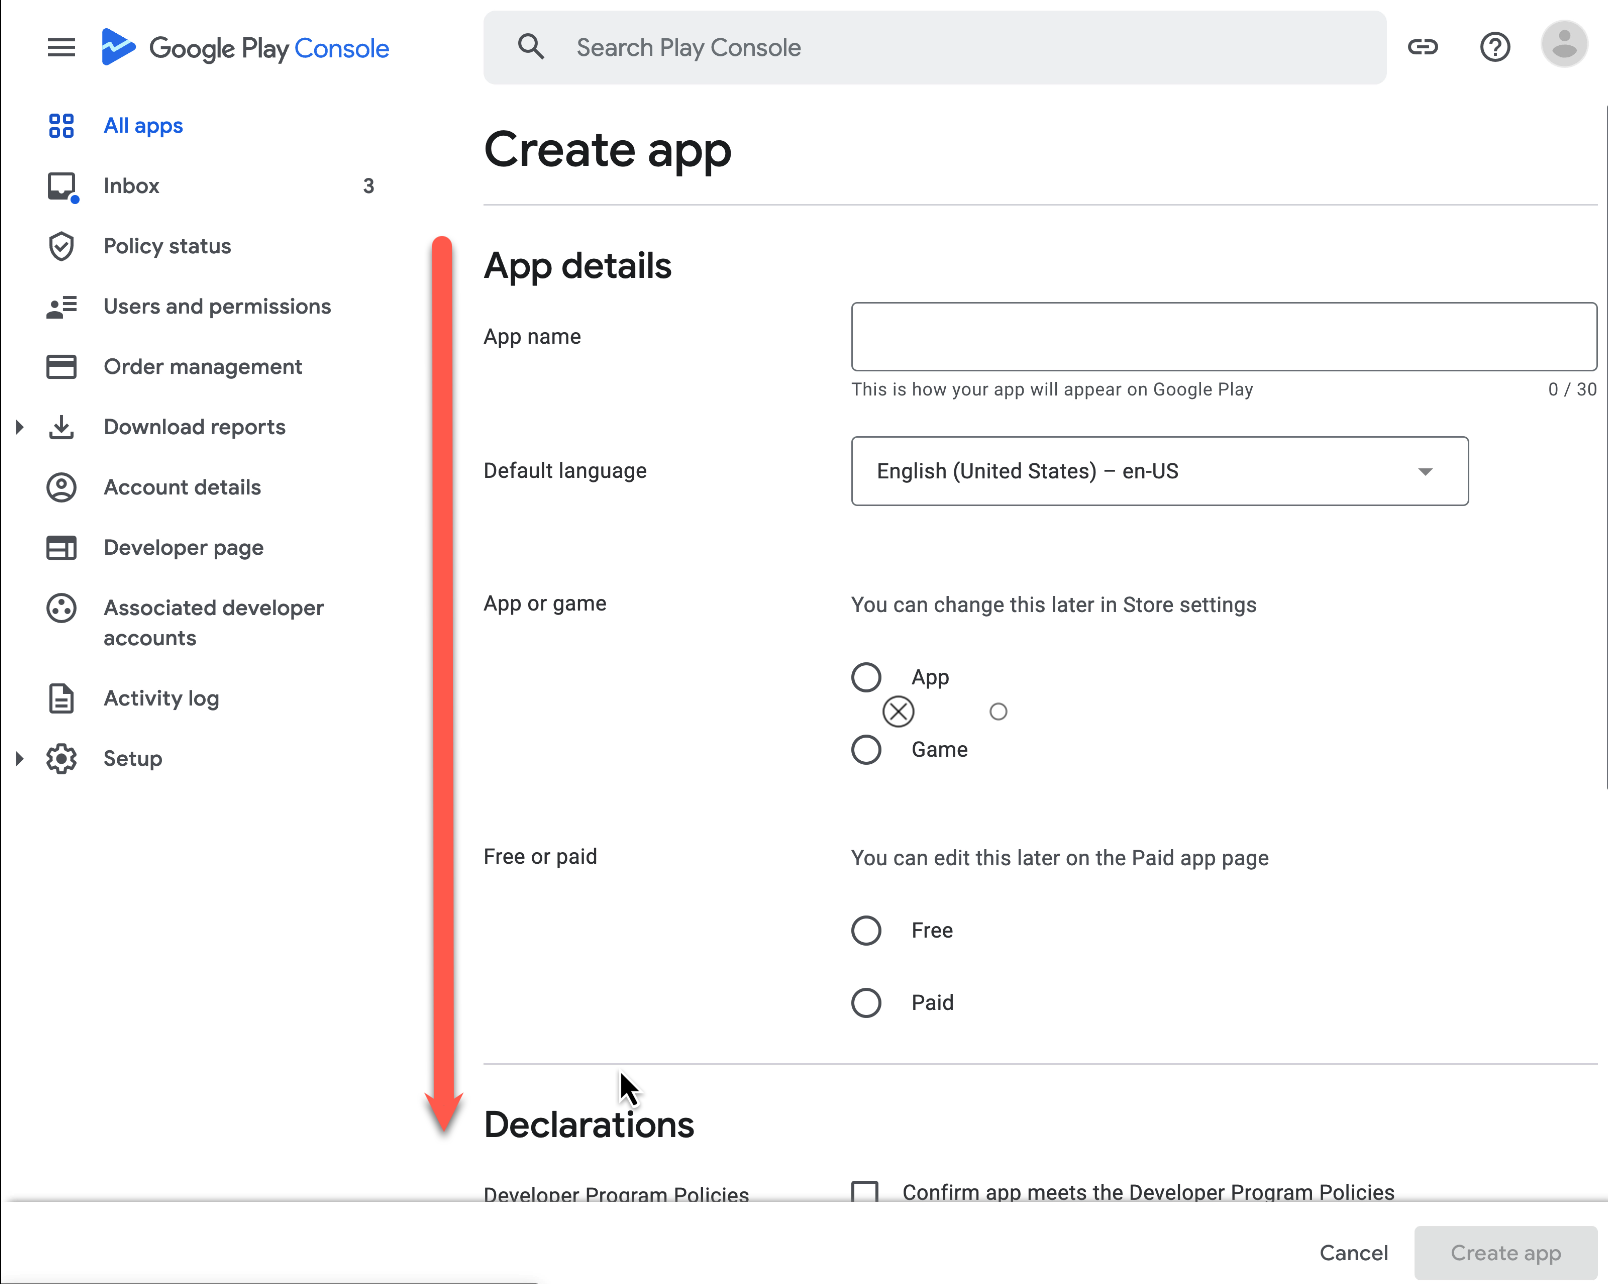 Google Play Console
Search Play Console
All apps
Inbox 3
Policy status
Users and permissions
Order management
Download reports
Account details
Developer page
Associated developer
accounts
Activity log
Setup
Create app
App details
App name
This is how your app will appear on Google Play 0 / 30
Default language
English (United States) – en-US
App or game
You can change this later in Store settings
App
Game
Free or paid
You can edit this later on the Paid app page
Free
Paid
Declarations
Developer Program Policies
Confirm app meets the Developer Program Policies
Cancel
Create app